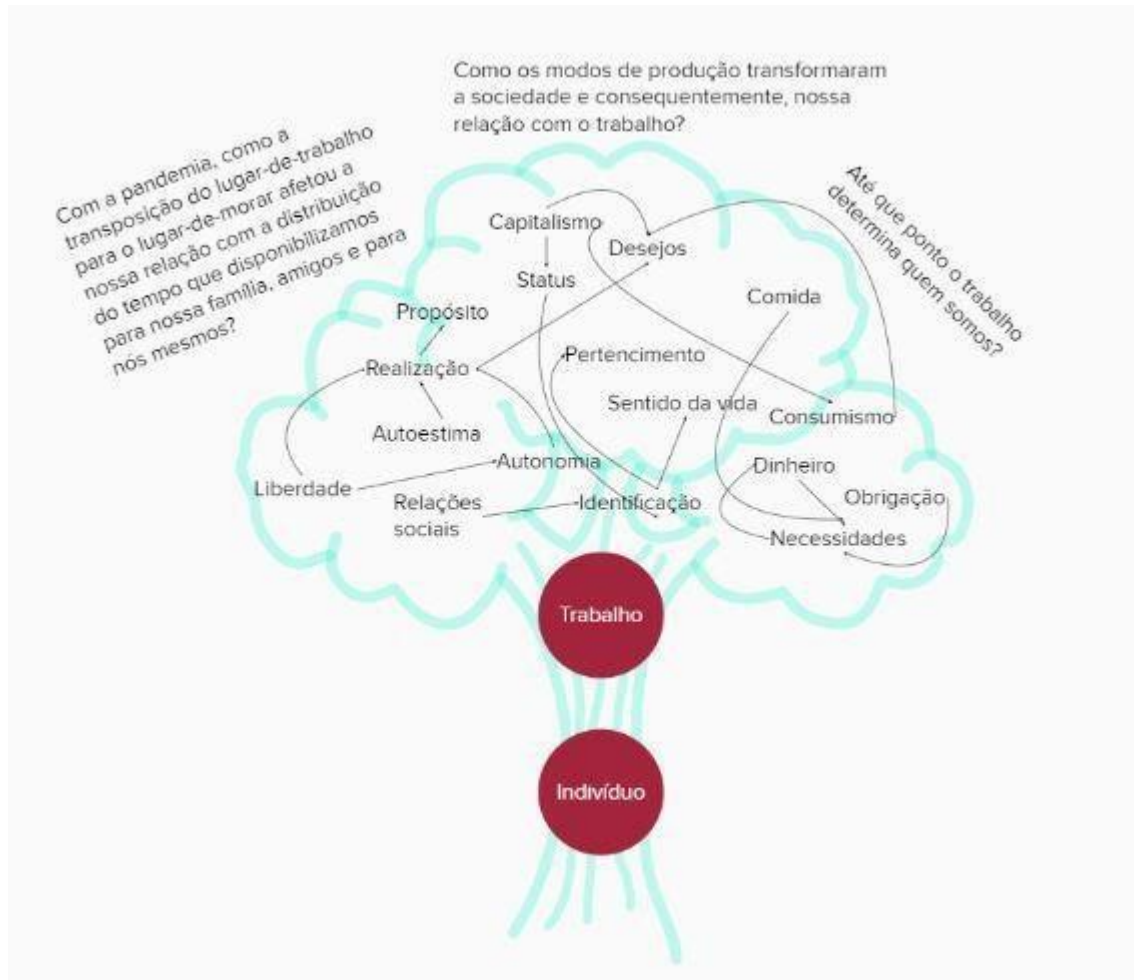 Como os modos de produção transformaram
a sociedade e consequentemente, nossa
relação com o trabalho?
Com a pandemia, como a
transposição do lugar-de-trabalho
para o lugar-de-morar afetou a
nossa relação com a distribuição
do tempo que disponibilizamos
para nossa família, amigos e para
nós mesmos?
Até que ponto o trabalho
determina quem somos?
Capitalismo
Desejos
Status
Comida
Propósito
Pertencimento
Realização
Sentido da vida
Consumismo
Autoestima
Autonomia
Dinheiro
Liberdade
Relações
sociais
Identificação
Obrigação
Necessidades
Trabalho
Indivíduo